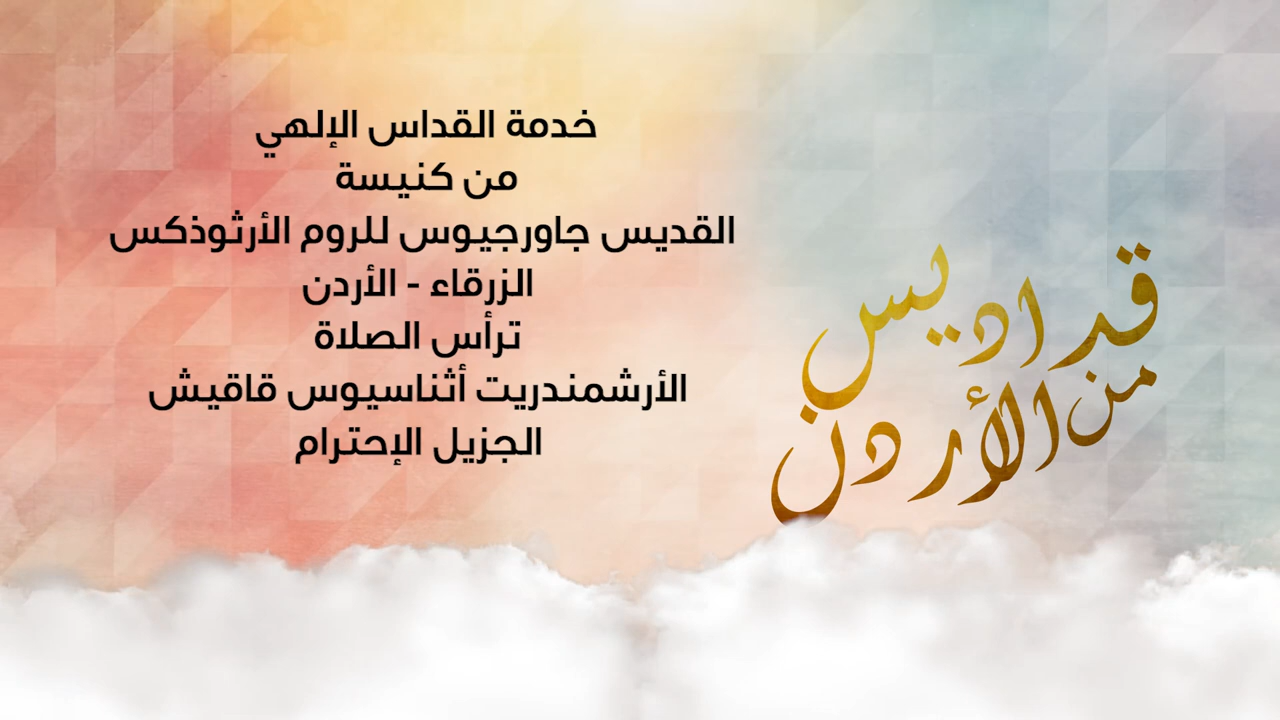 خدمة القداس الإلهي
من كنيسة
القديس جاورجيوس للروم الأرثوذكس
الزرقاء - الأردن
ترأس الصلاة
الأرشمندريت أثناسيوس قاقيش
الجزيل الإحترام
قداديس
من الأردن